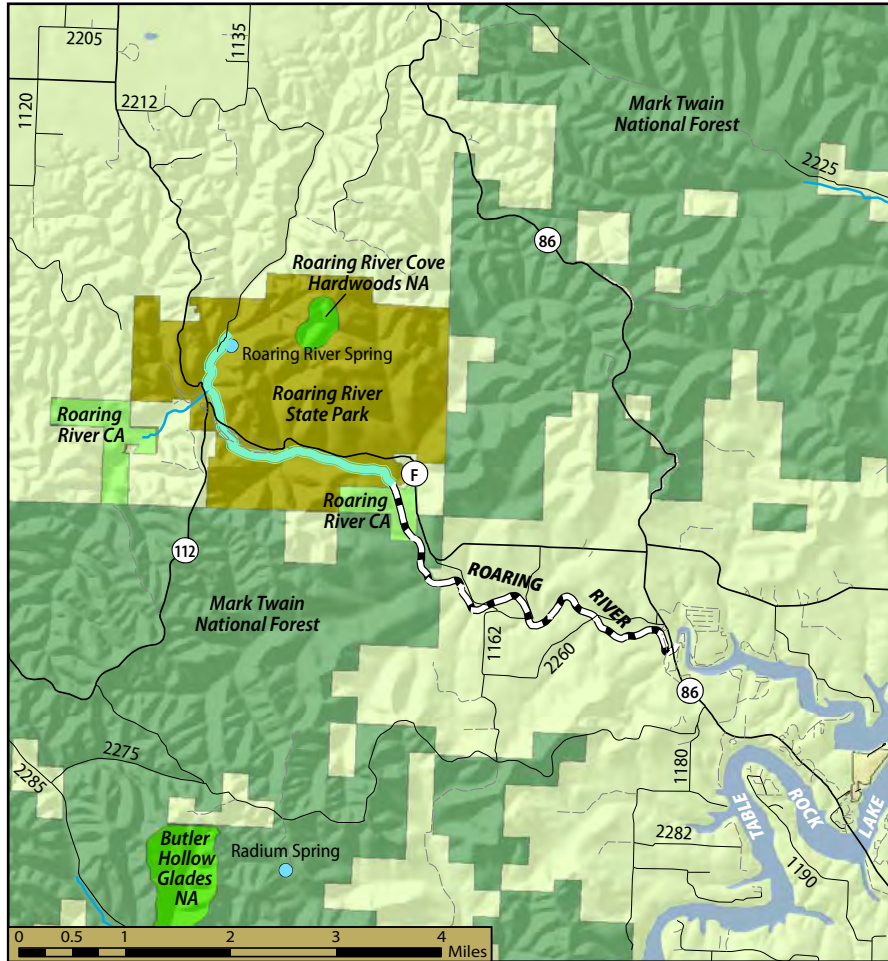 2205
1135
1120
2212
Mark Twain
National Forest
2225
86
Roaring River Cove
Hardwoods NA
Roaring River Spring
Roaring River
State Park
Roaring
River CA
F
Roaring
River CA
112
ROARING
RIVER
Mark Twain
National Forest
1162
2260
86
2275
2285
1180
TABLE
ROCK
LAKE
2282
1190
Butler
Hollow
Glades
NA
Radium Spring
0 0.5 1 2 3 4
Miles